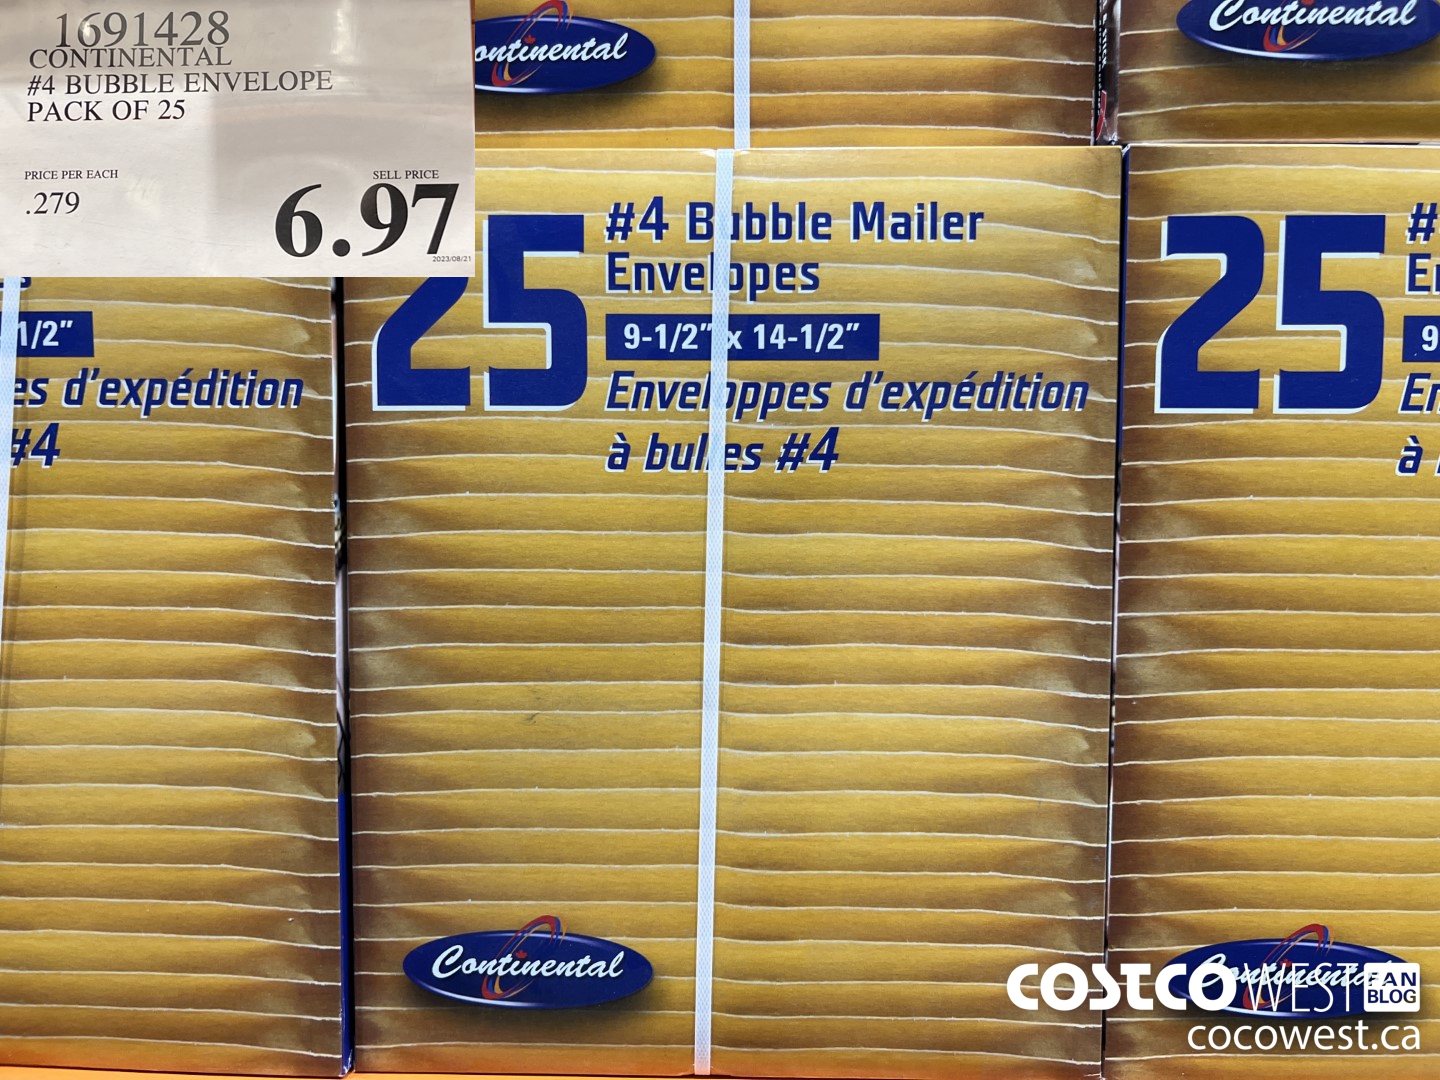 1691428
CONTINENTAL
#4 BUBBLE ENVELOPE
PACK OF 25
PRICE PER EACH
.279
SELL PRICE
6.97
2023/08/21
Continental
Continental
1/2”
d’expédition
#4
25
#4 Bubble Mailer
Envelopes
9-1/2” x 14-1/2”
Enveloppes d’expédition
à bulles #4
25
à
Continental
Continental
COSTCO WEST FAN BLOG
cocowest.ca